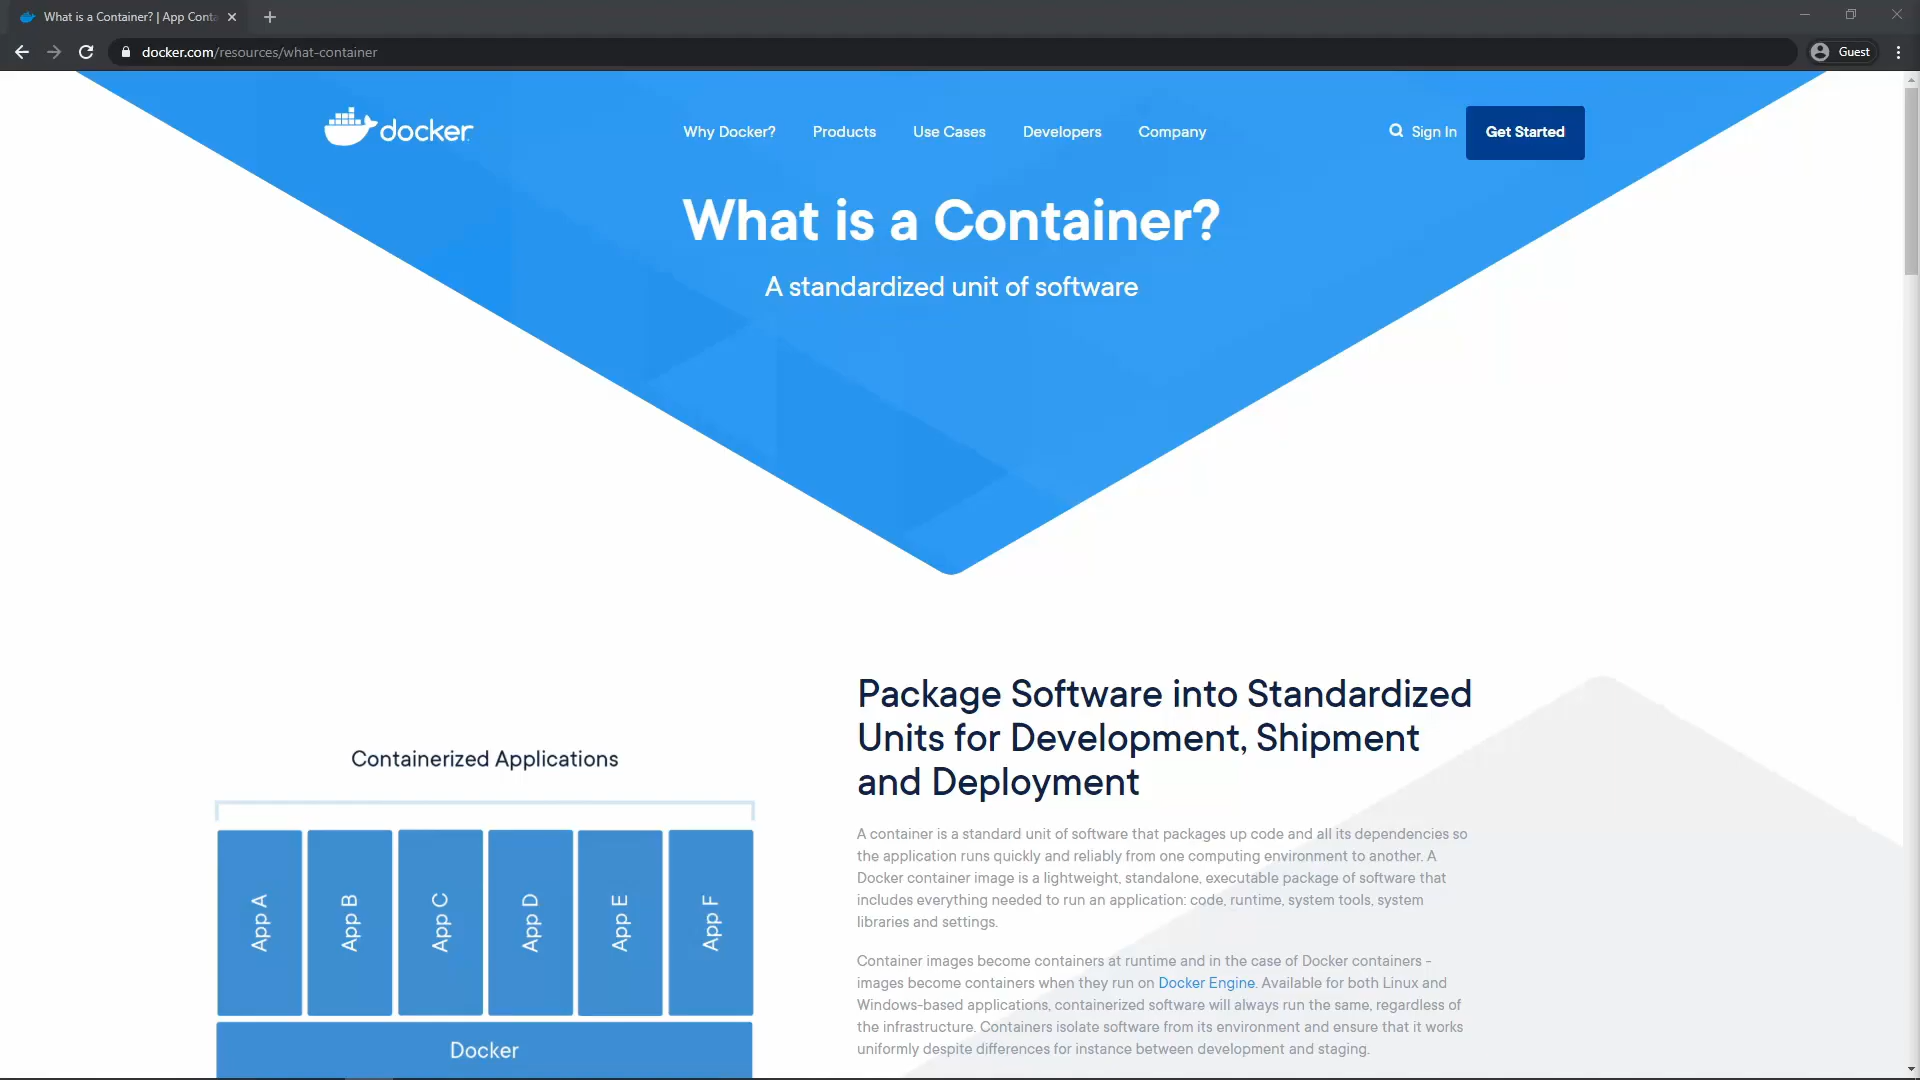 What is a Container? | App Conta
docker.com/resources/what-container
Guest
docker
Why Docker?
Products
Use Cases
Developers
Company
Sign In
Get Started
What is a Container?
A standardized unit of software
Containerized Applications
App A
App B
App C
App D
App E
App F
Docker
Package Software into Standardized
Units for Development, Shipment
and Deployment
A container is a standard unit of software that packages up code and all its dependencies so
the application runs quickly and reliably from one computing environment to another. A
Docker container image is a lightweight, standalone, executable package of software that
includes everything needed to run an application: code, runtime, system tools, system
libraries and settings.
Container images become containers at runtime and in the case of Docker containers -
images become containers when they run on Docker Engine. Available for both Linux and
Windows-based applications, containerized software will always run the same, regardless of
the infrastructure. Containers isolate software from its environment and ensure that it works
uniformly despite differences for instance between development and staging.